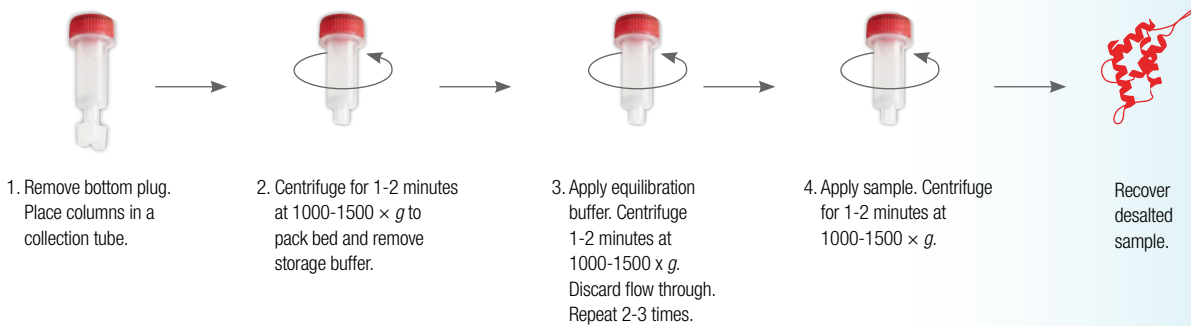 1. Remove bottom plug.
Place columns in a
collection tube.
2. Centrifuge for 1-2 minutes
at 1000-1500 × g to
pack bed and remove
storage buffer.
3. Apply equilibration
buffer. Centrifuge
1-2 minutes at
1000-1500 x g.
Discard flow through.
Repeat 2-3 times.
4. Apply sample. Centrifuge
for 1-2 minutes at
1000-1500 × g.
Recover
desalted
sample.